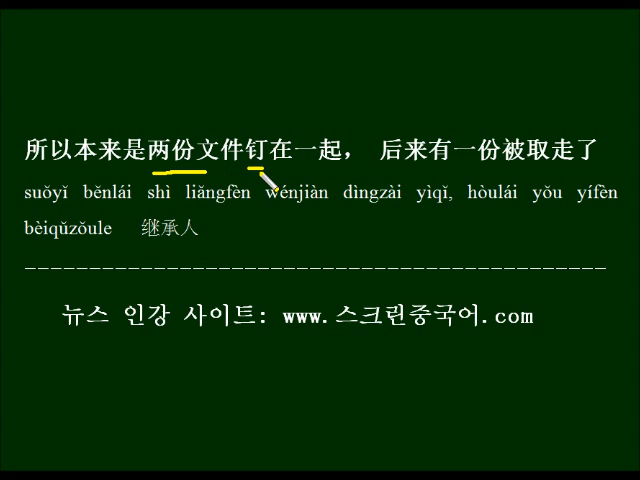 所以本来是两份文件钉在一起， 后来有一份被取走了
suǒyǐ běnlái shì liǎngfèn wénjiàn dìngzài yìqǐ, hòulái yǒu yífèn
bèiqǔzǒule 继承人
---------------------------------------------
뉴스 인강 사이트: www.스크린중국어.com